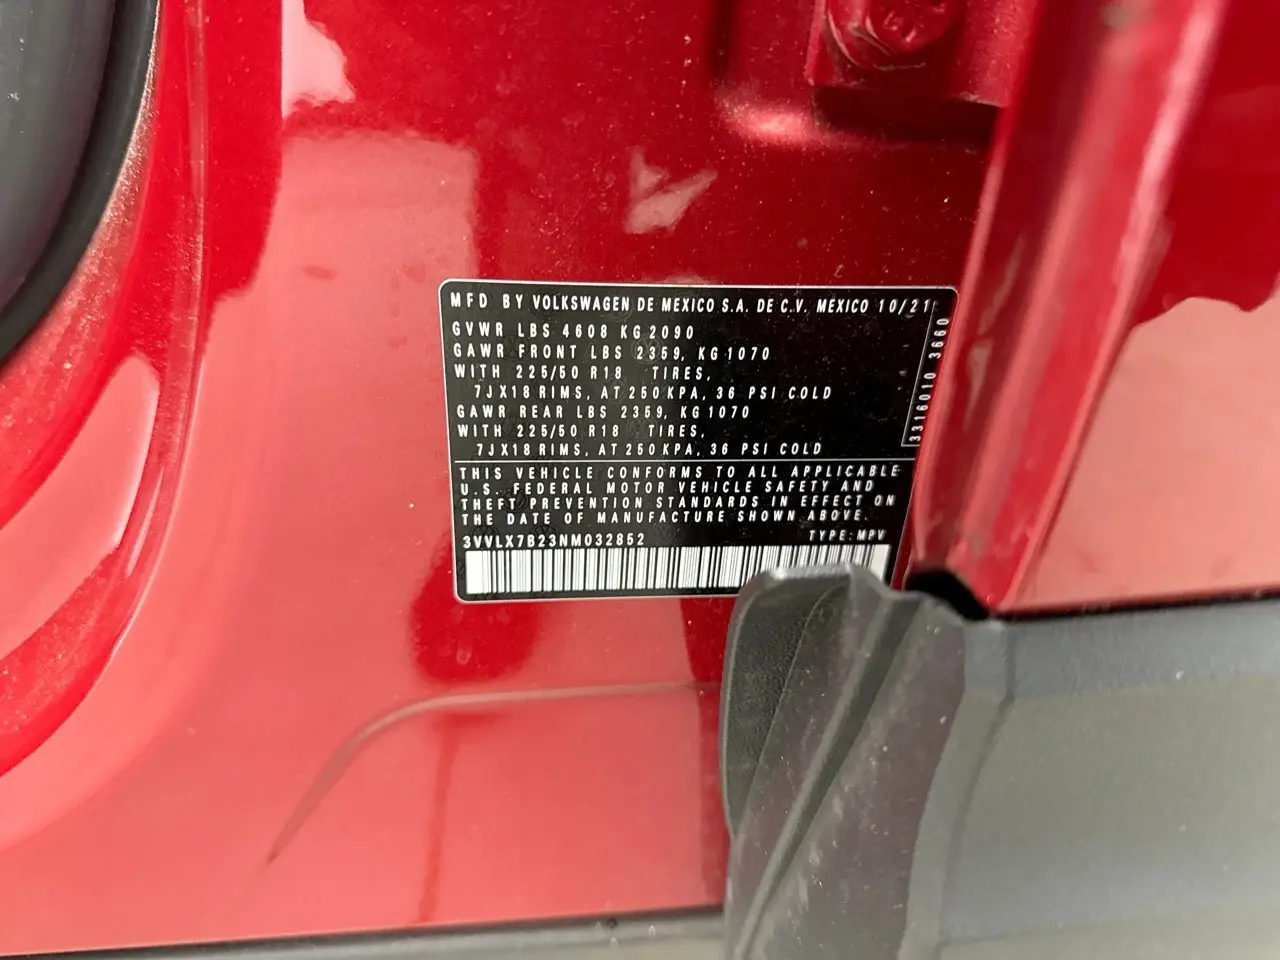 MFD BY VOLKSWAGEN DE MEXICO S.A. DE C.V. MEXICO 10/21
GVWR LBS 4608 KG 2090
GAWR FRONT LBS 2359, KG 1070
WITH 225/50 R18 TIRES,
7JX18 RIMS, AT 250 KPA, 36 PSI COLD
GAWR REAR LBS 2359, KG 1070
WITH 225/50 R18 TIRES,
7JX18 RIMS, AT 250 KPA, 36 PSI COLD
3316010 3660
THIS VEHICLE CONFORMS TO ALL APPLICABLE
U.S. FEDERAL MOTOR VEHICLE SAFETY AND
THEFT PREVENTION STANDARDS IN EFFECT ON
THE DATE OF MANUFACTURE SHOWN ABOVE.
3VVLX7B23NM032852 TYPE: MPV